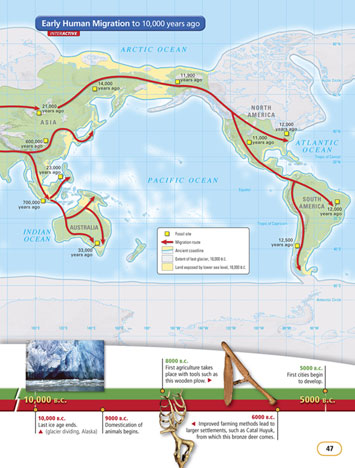 Early Human Migration to 10,000 years ago
INTERACTIVE
ARCTIC OCEAN
14,000
years ago
11,000
years ago
21,000
years ago
ASIA
NORTH
AMERICA
12,000
years ago
11,000
years ago
ATLANTIC
OCEAN
Tropic of Cancer
23,000
years ago
PACIFIC OCEAN
Equator
700,000
years ago
SOUTH
AMERICA
12,000
years ago
INDIAN
OCEAN
AUSTRALIA
33,000
years ago
Fossil site
Migration route
Ancient coastline
Extent of last glacier, 18,000 B.C.
Land exposed by lower sea level, 18,000 B.C.
Tropic of Capricorn
12,500
years ago
Antarctic Circle
8000 B.C.
First agriculture takes
place with tools such as
this wooden plow.
5000 B.C.
First cities begin
to develop.
10,000 B.C.
5000 B.C.
10,000 B.C.
Last ice age ends.
(glacier dividing, Alaska)
9000 B.C.
Domestication of
animals begins.
6000 B.C.
Improved farming methods lead to
larger settlements, such as Catal Huyuk,
from which this bronze deer comes.
47